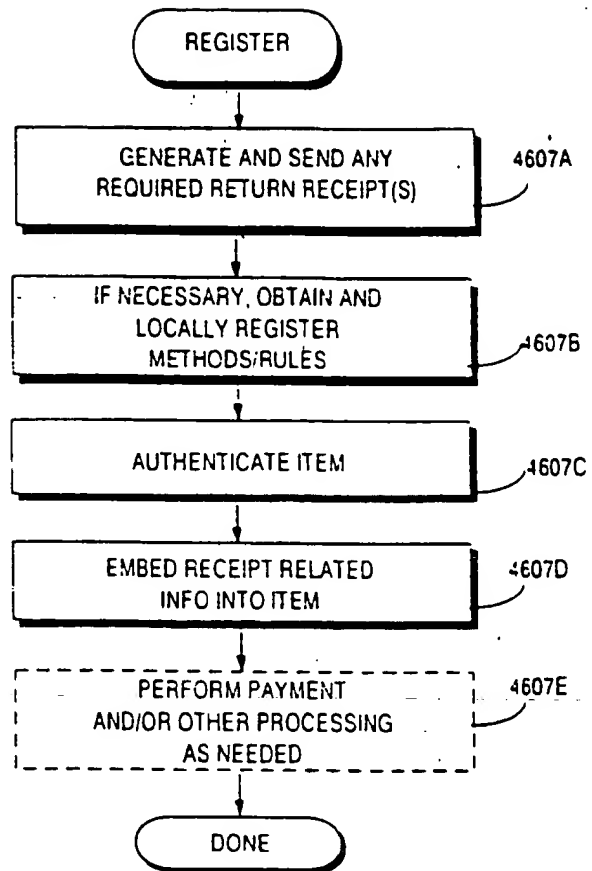 REGISTER
GENERATE AND SEND ANY
REQUIRED RETURN RECEIPT(S)
4607A
IF NECESSARY, OBTAIN AND
LOCALLY REGISTER
METHODS/RULES
4607B
AUTHENTICATE ITEM
4607C
EMBED RECEIPT RELATED
INFO INTO ITEM
4607D
PERFORM PAYMENT
AND/OR OTHER PROCESSING
AS NEEDED
4607E
DONE